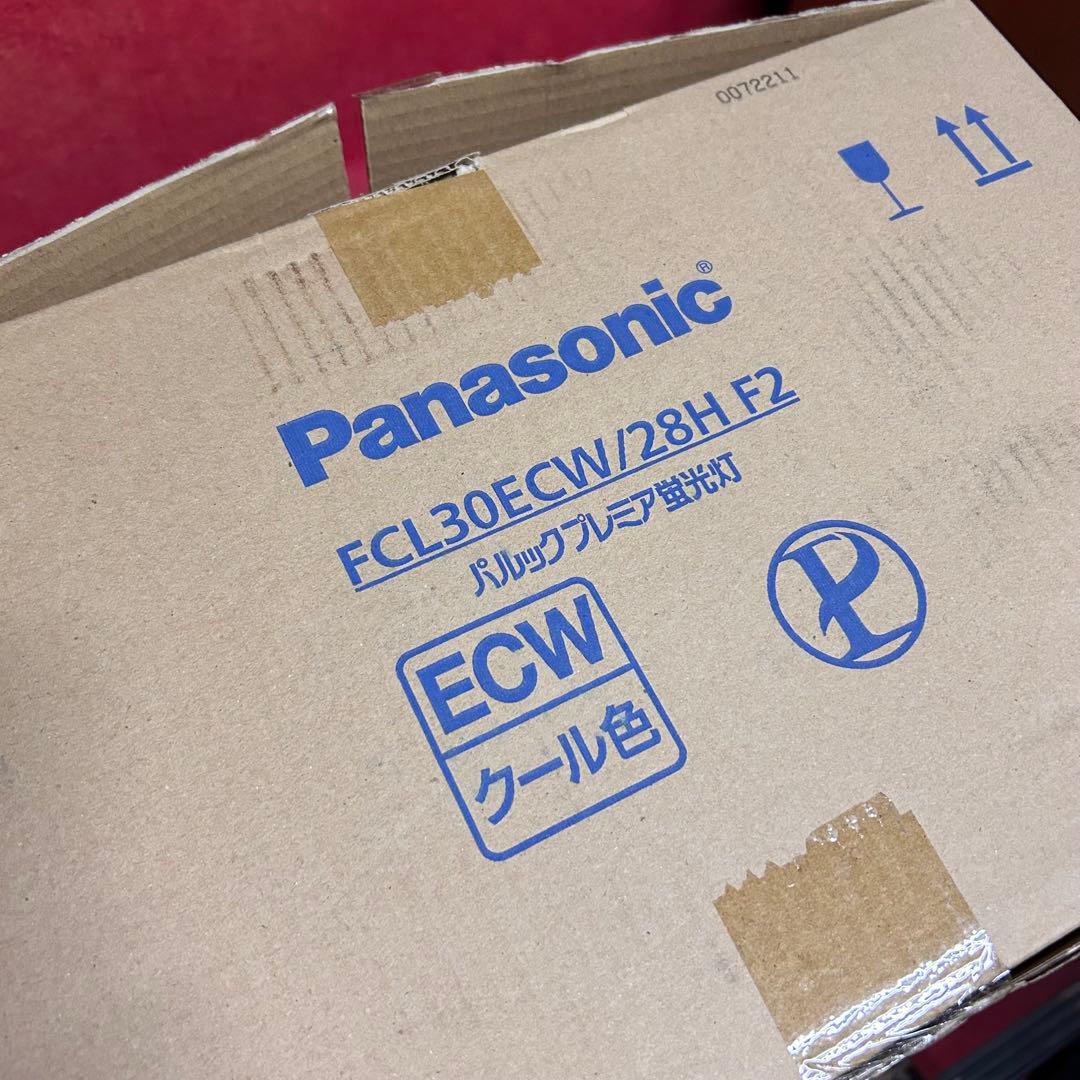 0072211
Panasonic®
FCL30ECW/28H F2
パルックプレミア蛍光灯
ECW
クール色
P